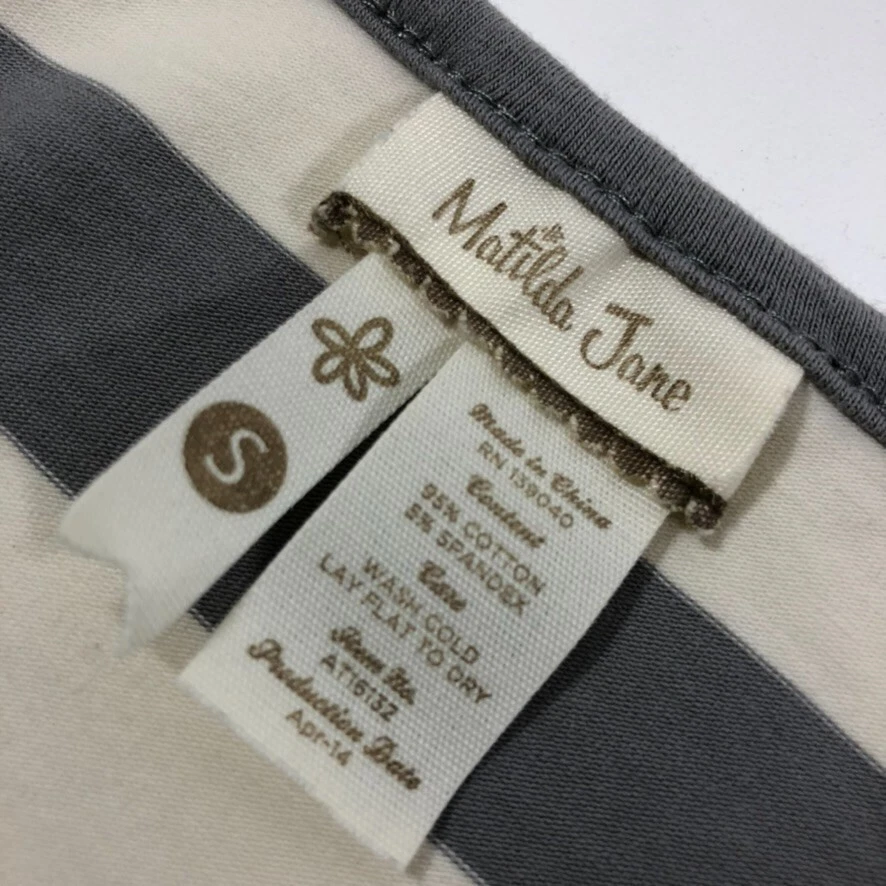 Matilda Jane
S
Made in China
RN 139040
Content
95% COTTON
5% SPANDEX
Care
WASH COLD
LAY FLAT TO DRY
Item No.
AT16132
Production Date
Apr-14